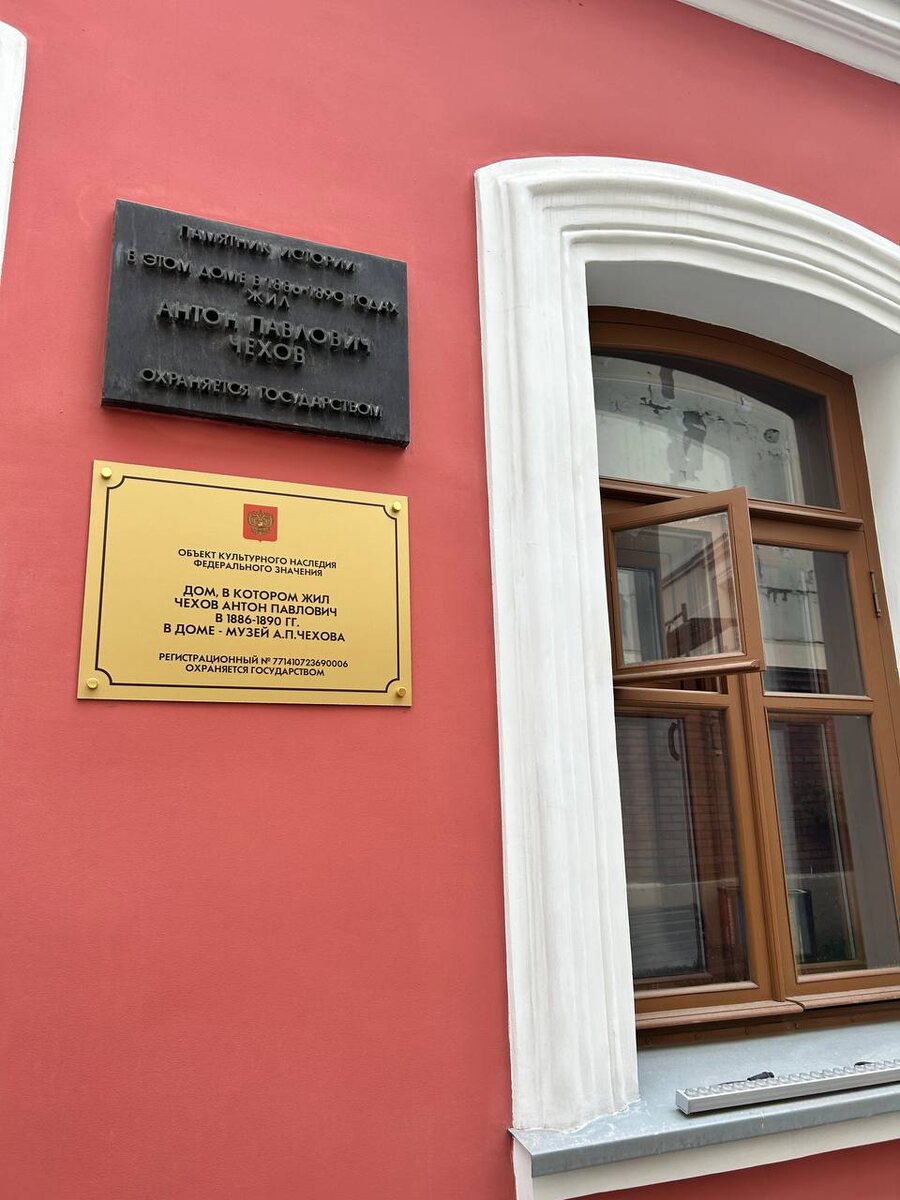 ПАМЯТНИК ИСТОРИИ
В ЭТОМ ДОМЕ В 1886-1890 ГОДАХ
ЖИЛ
АНТОН ПАВЛОВИЧ
ЧЕХОВ
ОХРАНЯЕТСЯ ГОСУДАРСТВОМ
ОБЪЕКТ КУЛЬТУРНОГО НАСЛЕДИЯ
ФЕДЕРАЛЬНОГО ЗНАЧЕНИЯ
ДОМ, В КОТОРОМ ЖИЛ
ЧЕХОВ АНТОН ПАВЛОВИЧ
В 1886-1890 ГГ.
В ДОМЕ - МУЗЕЙ А.П.ЧЕХОВА
РЕГИСТРАЦИОННЫЙ № 771410723690006
ОХРАНЯЕТСЯ ГОСУДАРСТВОМ